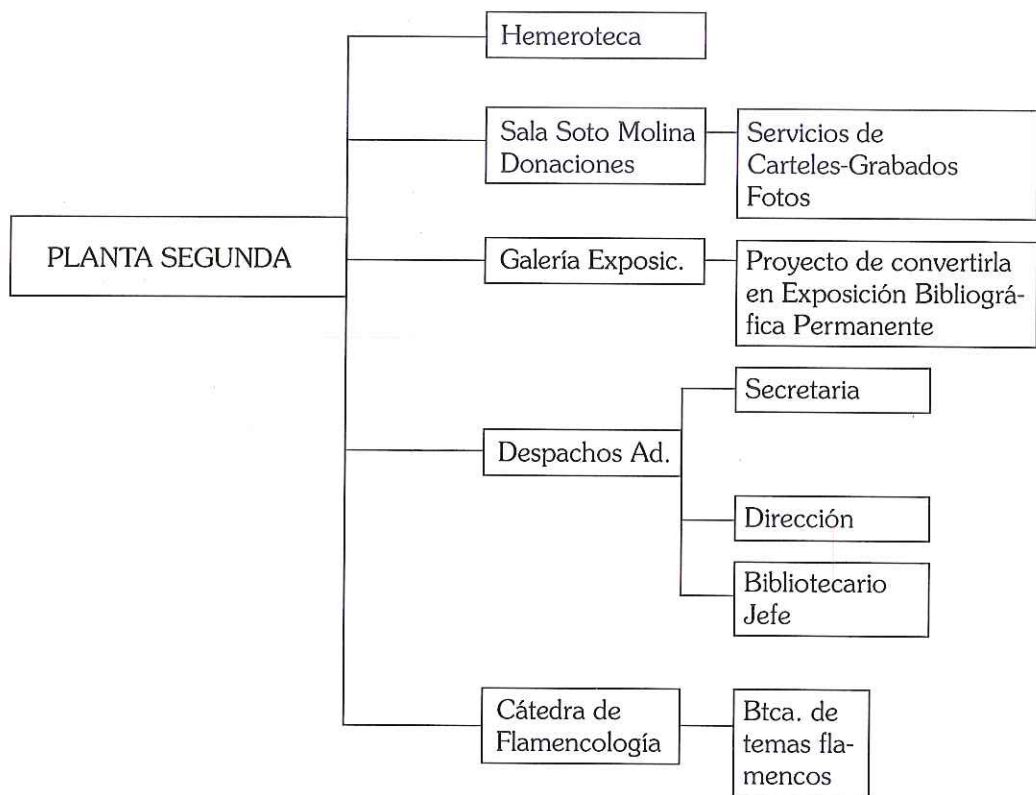 Hemeroteca
Sala Soto Molina
Donaciones
Servicios de
Carteles-Grabados
Fotos
PLANTA SEGUNDA
Galería Exposic.
Proyecto de convertirla
en Exposición Bibliográ-
fica Permanente
Despachos Ad.
Secretaria
Dirección
Bibliotecario
Jefe
Cátedra de
Flamencología
Btca. de
temas fla-
mencos